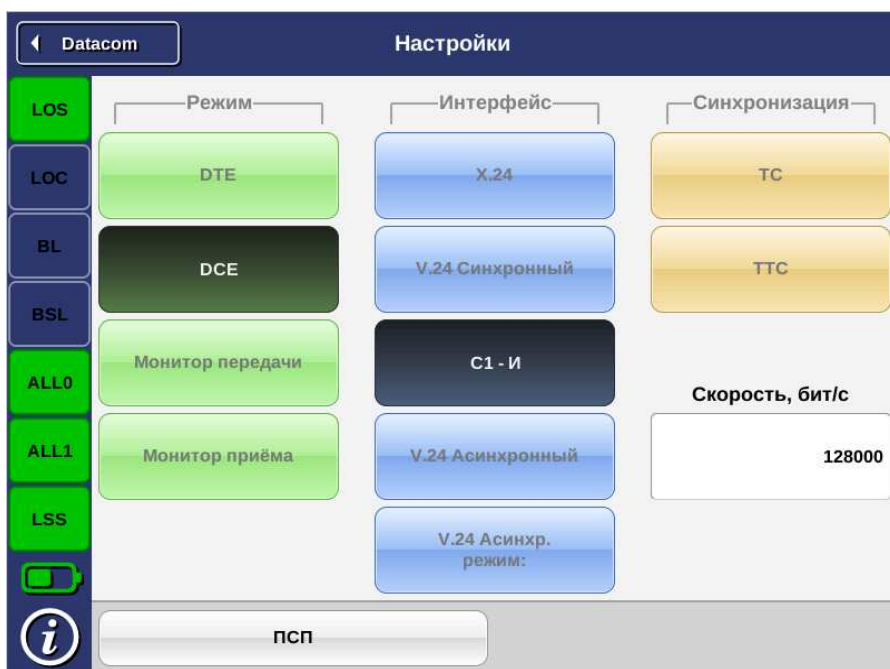 Datacom
Настройки
LOS
LOC
BL
BSL
ALL0
ALL1
LSS
Режим
DTE
DCE
Монитор передачи
Монитор приёма
Интерфейс
X.24
V.24 Синхронный
С1 - И
V.24 Асинхронный
V.24 Асинхр.
режим:
Синхронизация
TC
TTC
Скорость, бит/с
128000
i
ПСП